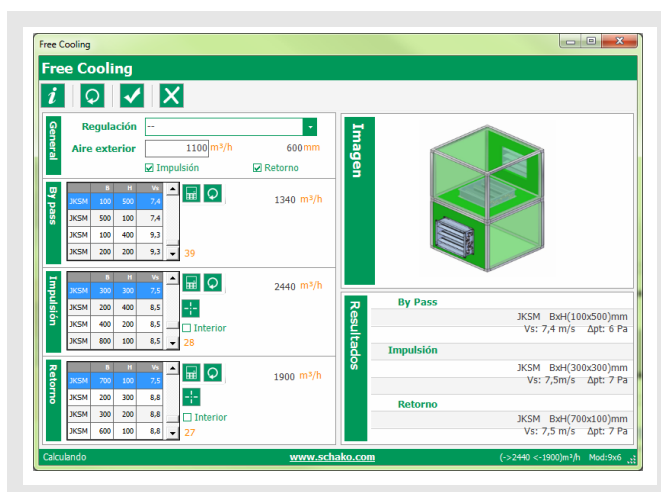 Free Cooling
Free Cooling
General
Regulación --
Aire exterior 1100 m³/h 600 mm
Impulsión Retorno
By pass
B H Vs
JKSM 100 500 7,4 1340 m³/h
JKSM 500 100 7,4
JKSM 100 400 9,3
JKSM 200 200 9,3 39
Impulsión
B H Vs
JKSM 300 300 7,5 2440 m³/h
JKSM 200 400 8,5
JKSM 400 200 8,5 Interior
JKSM 800 100 8,5 28
Retorno
B H Vs
JKSM 700 100 7,5 1900 m³/h
JKSM 200 300 8,8
JKSM 300 200 8,8 Interior
JKSM 600 100 8,8 27
Imagen
Resultados
By Pass
JKSM BxH(100x500)mm
Vs: 7,4 m/s Δpt: 6 Pa
Impulsión
JKSM BxH(300x300)mm
Vs: 7,5m/s Δpt: 7 Pa
Retorno
JKSM BxH(700x100)mm
Vs: 7,5 m/s Δpt: 7 Pa
Calculando www.schako.com (->2440 <-1900)m³/h Mod:9x6